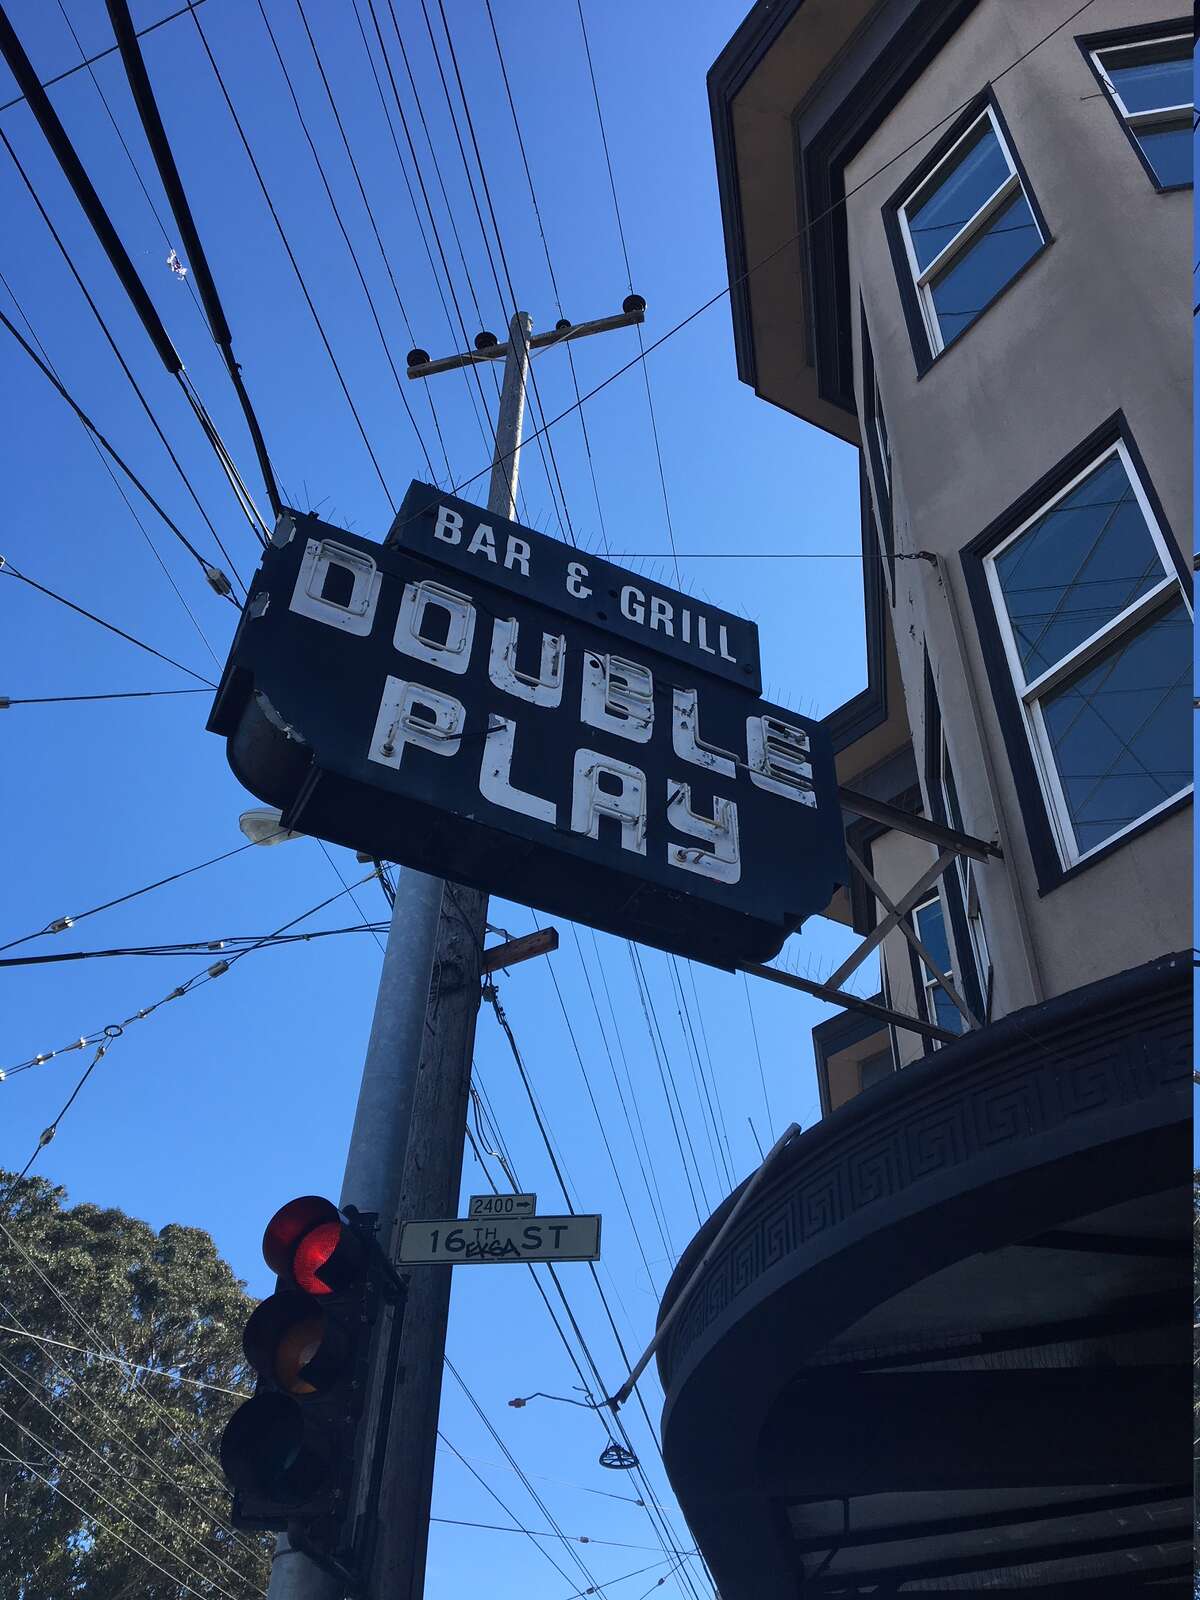 BAR & GRILL
DOUBLE
PLAY
2400→
16TH ST